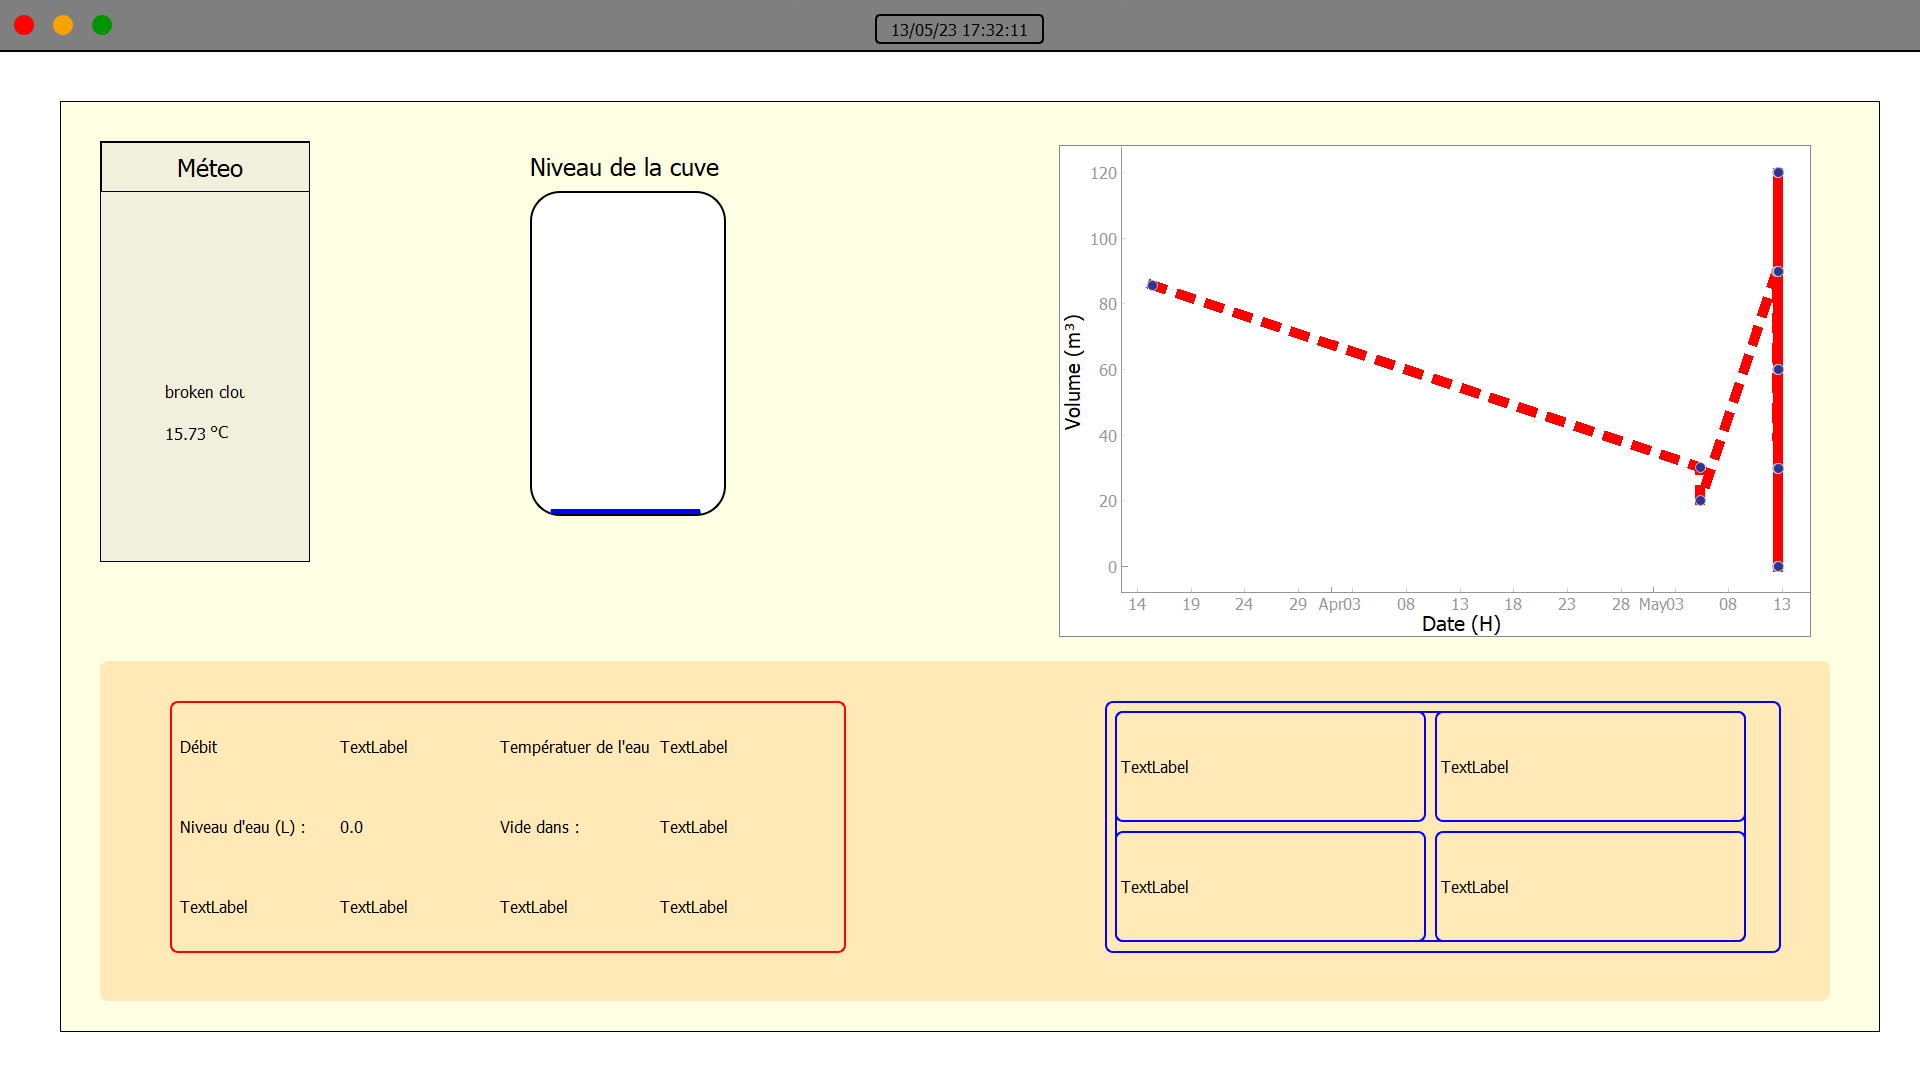 13/05/23 17:32:11
Méteo
broken clou
15.73 °C
Niveau de la cuve
120
100
80
60
40
20
0
Volume (m³)
14 19 24 29 Apr03 08 13 18 23 28 May03 08 13
Date (H)
Débit TextLabel Températuer de l'eau TextLabel
Niveau d'eau (L) : 0.0 Vide dans : TextLabel
TextLabel TextLabel TextLabel TextLabel
TextLabel TextLabel
TextLabel TextLabel